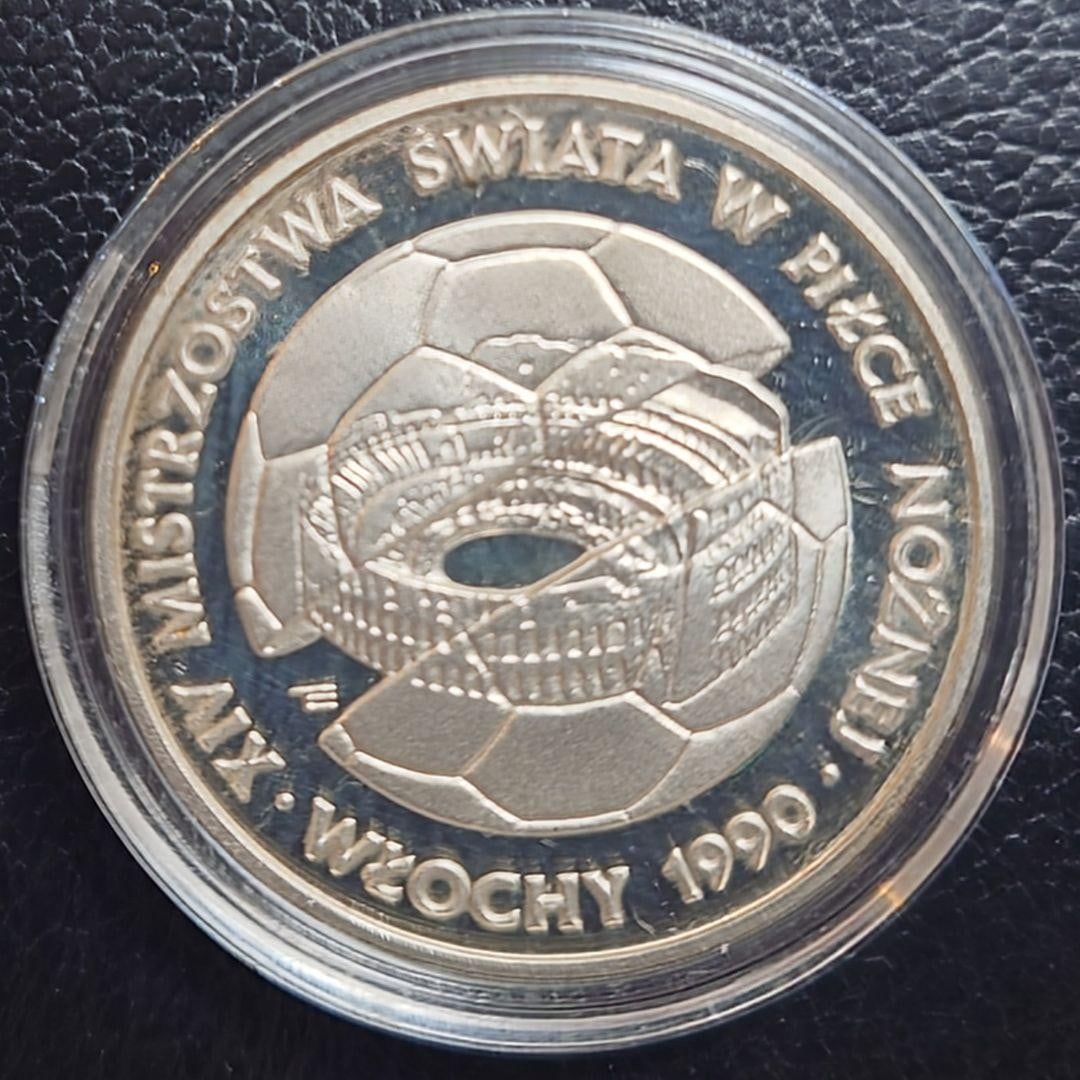 XIV MISTRZOSTWA ŚWIATA W PIŁCE NOŻNEJ
· WŁOCHY 1990 ·